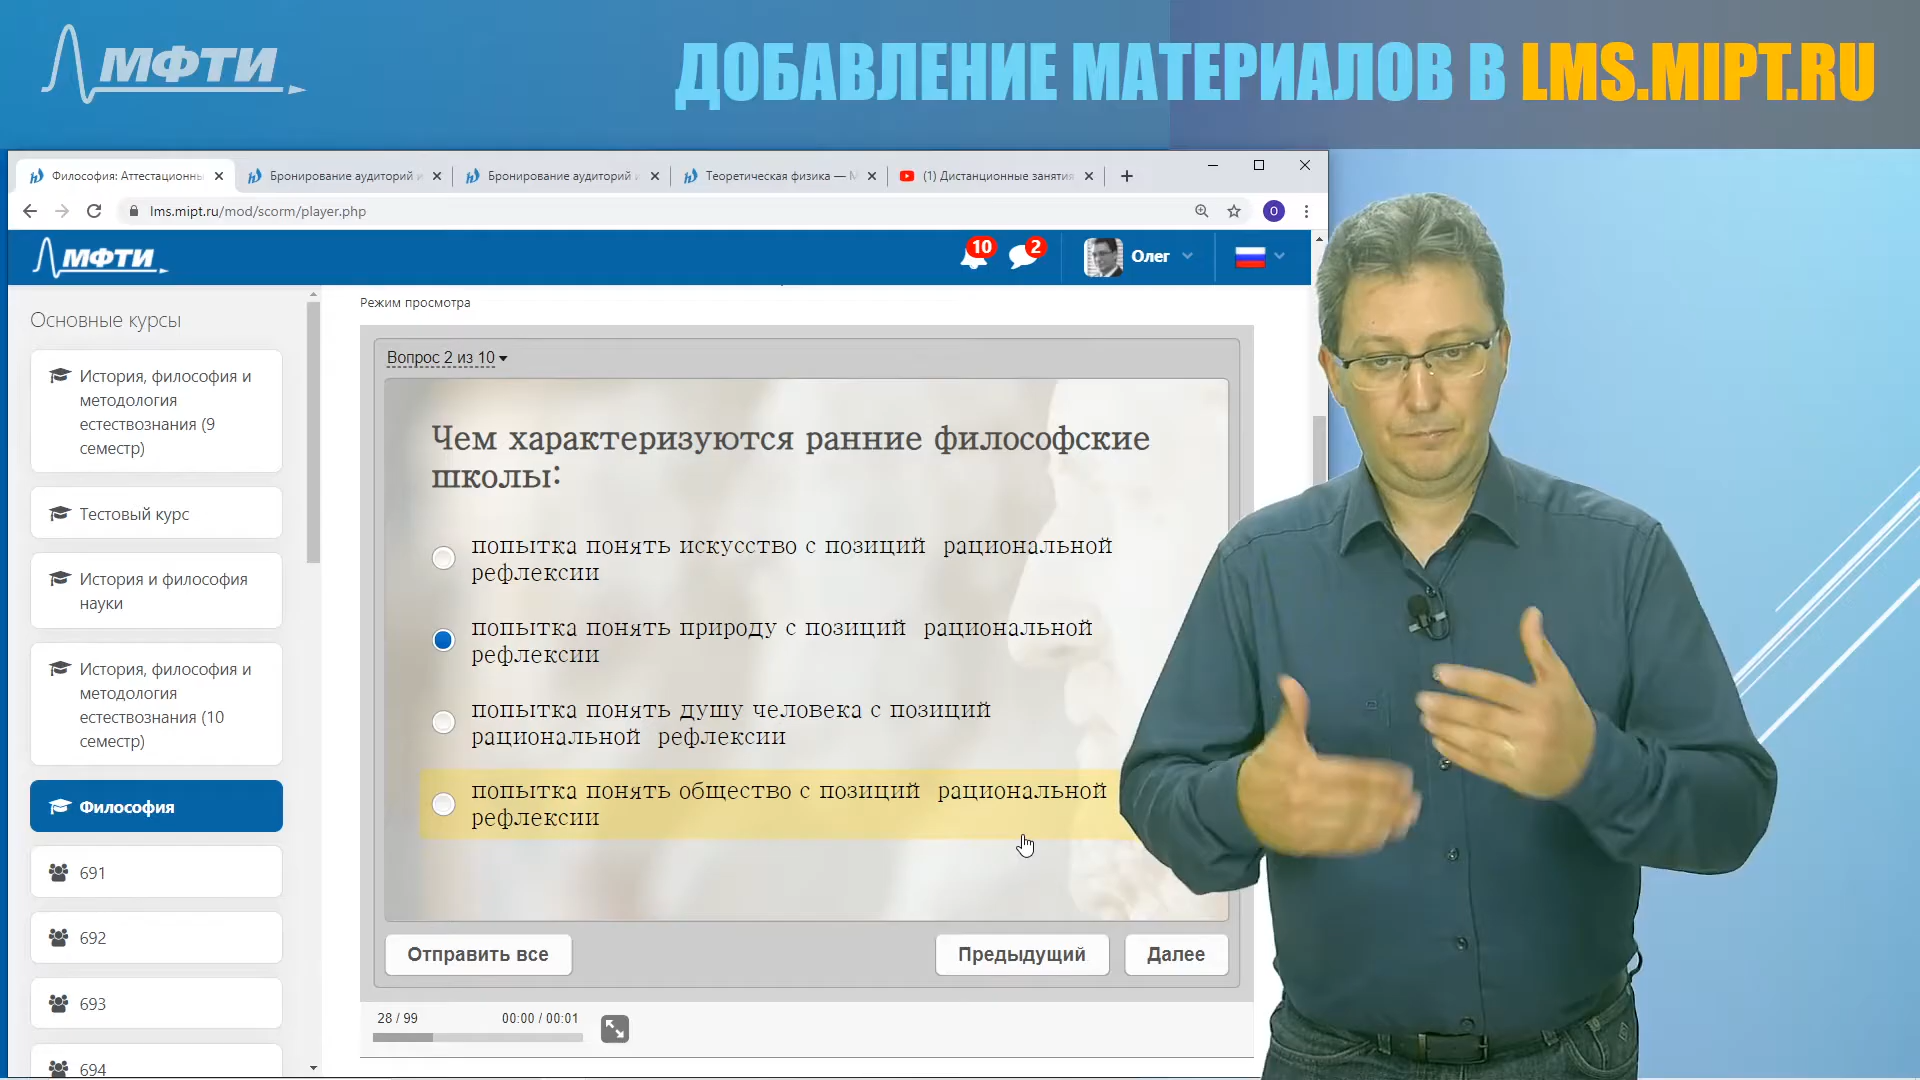 МФТИ
ДОБАВЛЕНИЕ МАТЕРИАЛОВ В LMS.MIPT.RU
Философия: Аттестационн
Бронирование аудиторий и
Бронирование аудиторий и
Теоретическая физика — М
(1) Дистанционные занятия
lms.mipt.ru/mod/scorm/player.php
О
МФТИ
10
2
Олег
Основные курсы
История, философия и
методология
естествознания (9
семестр)
Тестовый курс
История и философия
науки
История, философия и
методология
естествознания (10
семестр)
Философия
691
692
693
694
Режим просмотра
Вопрос 2 из 10
Чем характеризуются ранние философские
школы:
попытка понять искусство с позиций рациональной
рефлексии
попытка понять природу с позиций рациональной
рефлексии
попытка понять душу человека с позиций
рациональной рефлексии
попытка понять общество с позиций рациональной
рефлексии
Отправить все
Предыдущий
Далее
28 / 99
00:00 / 00:01